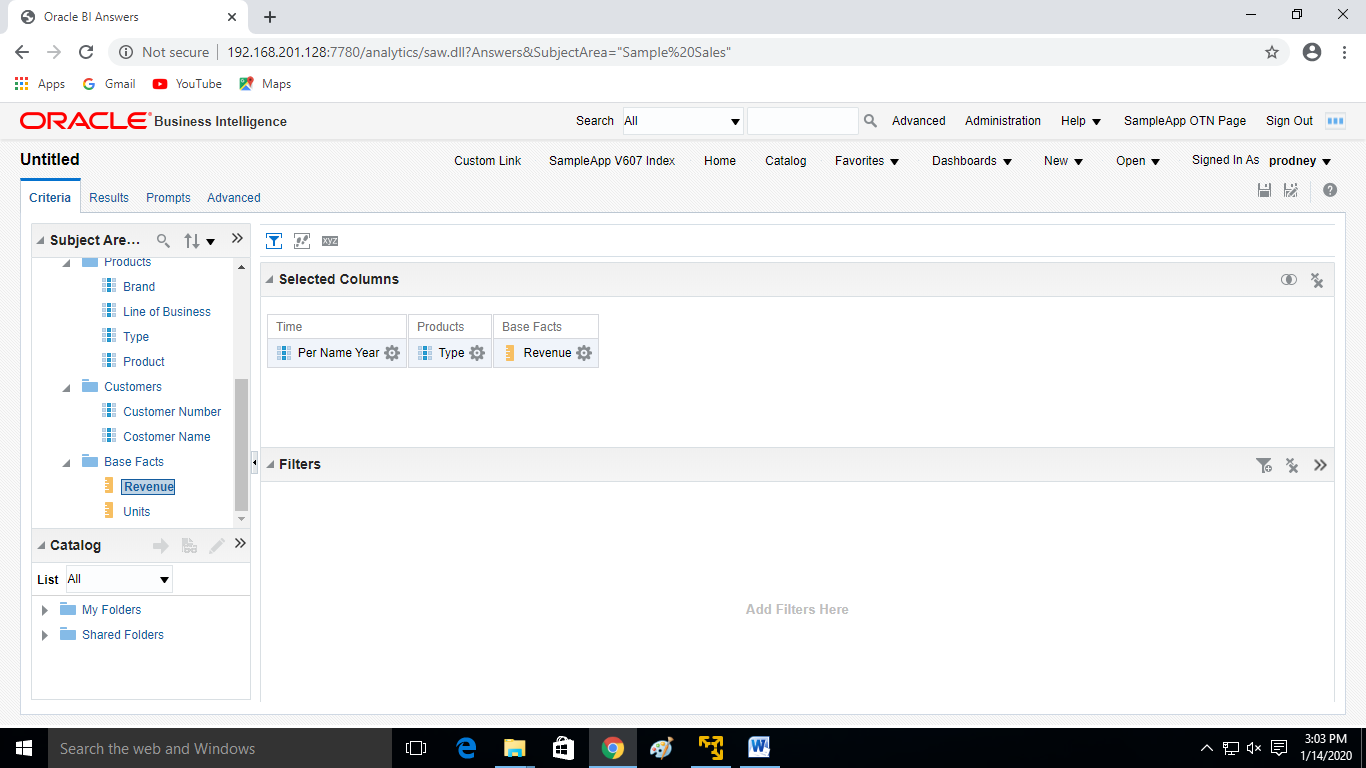 Oracle BI Answers
Not secure 192.168.201.128:7780/analytics/saw.dll?Answers&SubjectArea="Sample%20Sales"
Apps Gmail YouTube Maps
ORACLE Business Intelligence Search All Advanced Administration Help SampleApp OTN Page Sign Out
Untitled Custom Link SampleApp V607 Index Home Catalog Favorites Dashboards New Open Signed In As prodney
Criteria Results Prompts Advanced
Subject Are...
Products
Brand
Line of Business
Type
Product
Customers
Customer Number
Costomer Name
Base Facts
Revenue
Units
Catalog
List All
My Folders
Shared Folders
xyz
Selected Columns
Time Products Base Facts
Per Name Year Type Revenue
Filters
Add Filters Here
Search the web and Windows
3:03 PM
1/14/2020